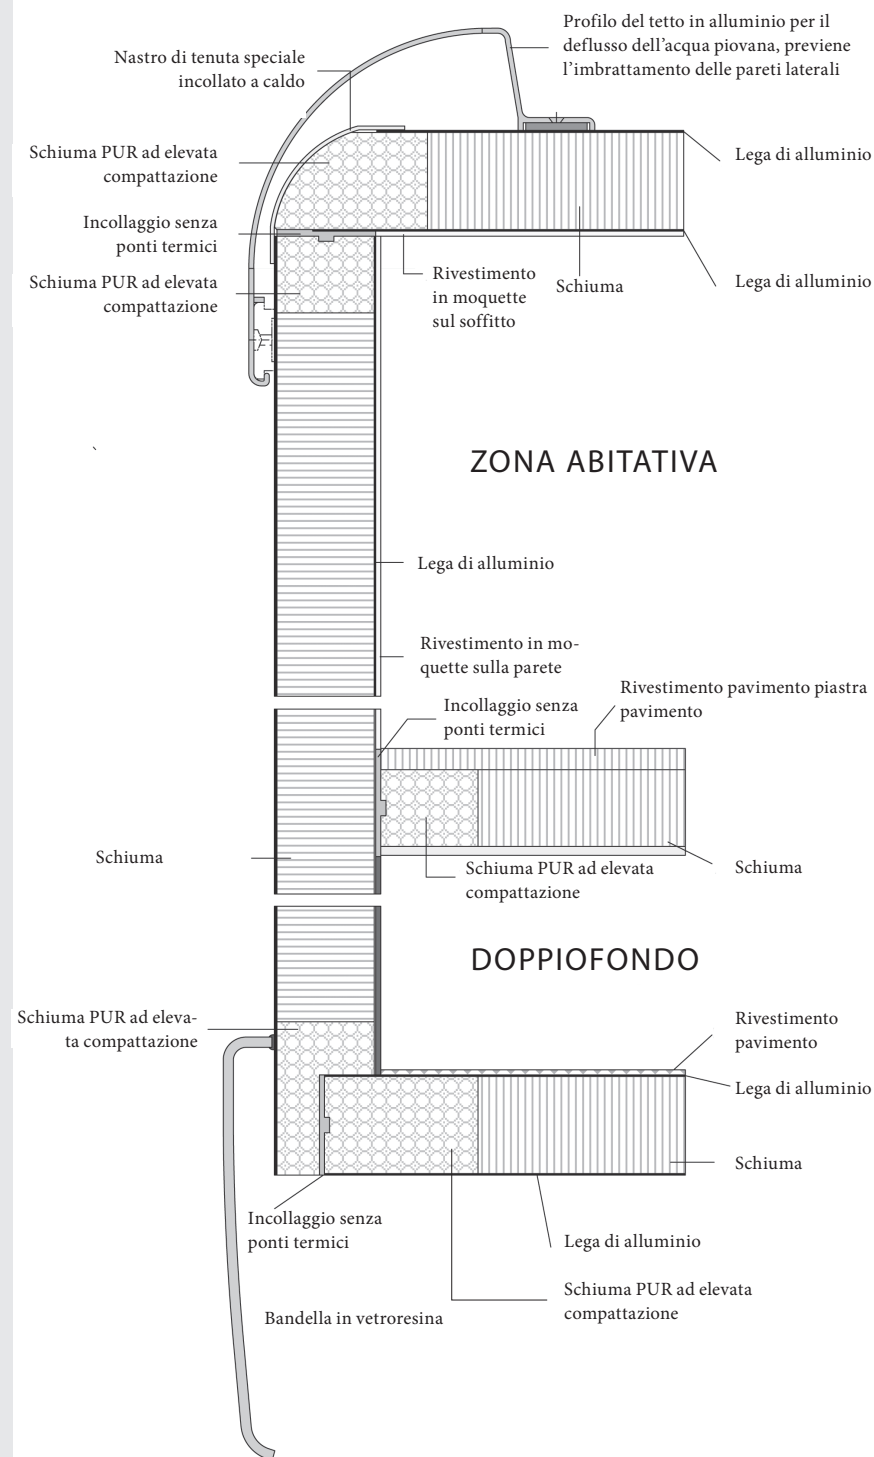 Profilo del tetto in alluminio per il
deflusso dell'acqua piovana, previene
l'imbrattamento delle pareti laterali
Nastro di tenuta speciale
incollato a caldo
Schiuma PUR ad elevata
compattazione
Lega di alluminio
Incollaggio senza
ponti termici
Schiuma PUR ad elevata
compattazione
Rivestimento
in moquette
sul soffitto
Schiuma
Lega di alluminio
ZONA ABITATIVA
Lega di alluminio
Rivestimento in mo-
quette sulla parete
Rivestimento pavimento piastra
pavimento
Incollaggio senza
ponti termici
Schiuma
Schiuma PUR ad elevata
compattazione
Schiuma
DOPPIOFONDO
Schiuma PUR ad eleva-
ta compattazione
Rivestimento
pavimento
Lega di alluminio
Schiuma
Incollaggio senza
ponti termici
Lega di alluminio
Schiuma PUR ad elevata
compattazione
Bandella in vetroresina